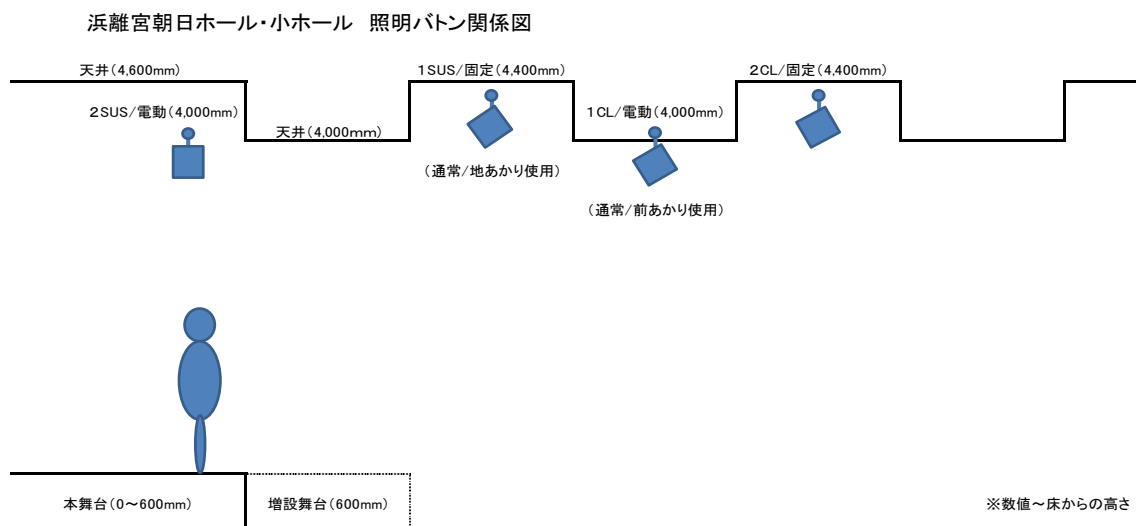 浜離宮朝日ホール・小ホール 照明バトン関係図
天井（4,600mm）
1SUS/固定（4,400mm）
2CL/固定（4,400mm）
2SUS/電動（4,000mm）
1CL/電動（4,000mm）
天井（4,000mm）
（通常/地あかり使用）
（通常/前あかり使用）
本舞台（0～600mm）
増設舞台（600mm）
※数値～床からの高さ